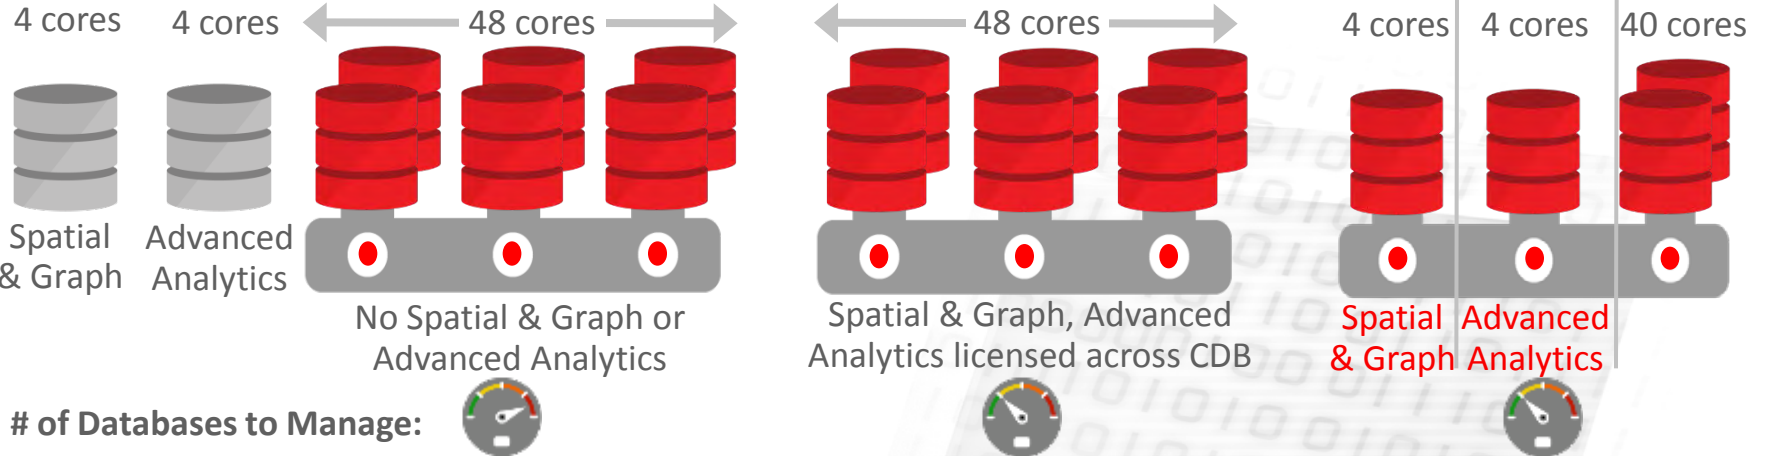 4 cores
4 cores
48 cores
48 cores
4 cores
4 cores
40 cores
Spatial
& Graph
Advanced
Analytics
No Spatial & Graph or
Advanced Analytics
Spatial & Graph, Advanced
Analytics licensed across CDB
Spatial
& Graph
Advanced
Analytics
# of Databases to Manage: